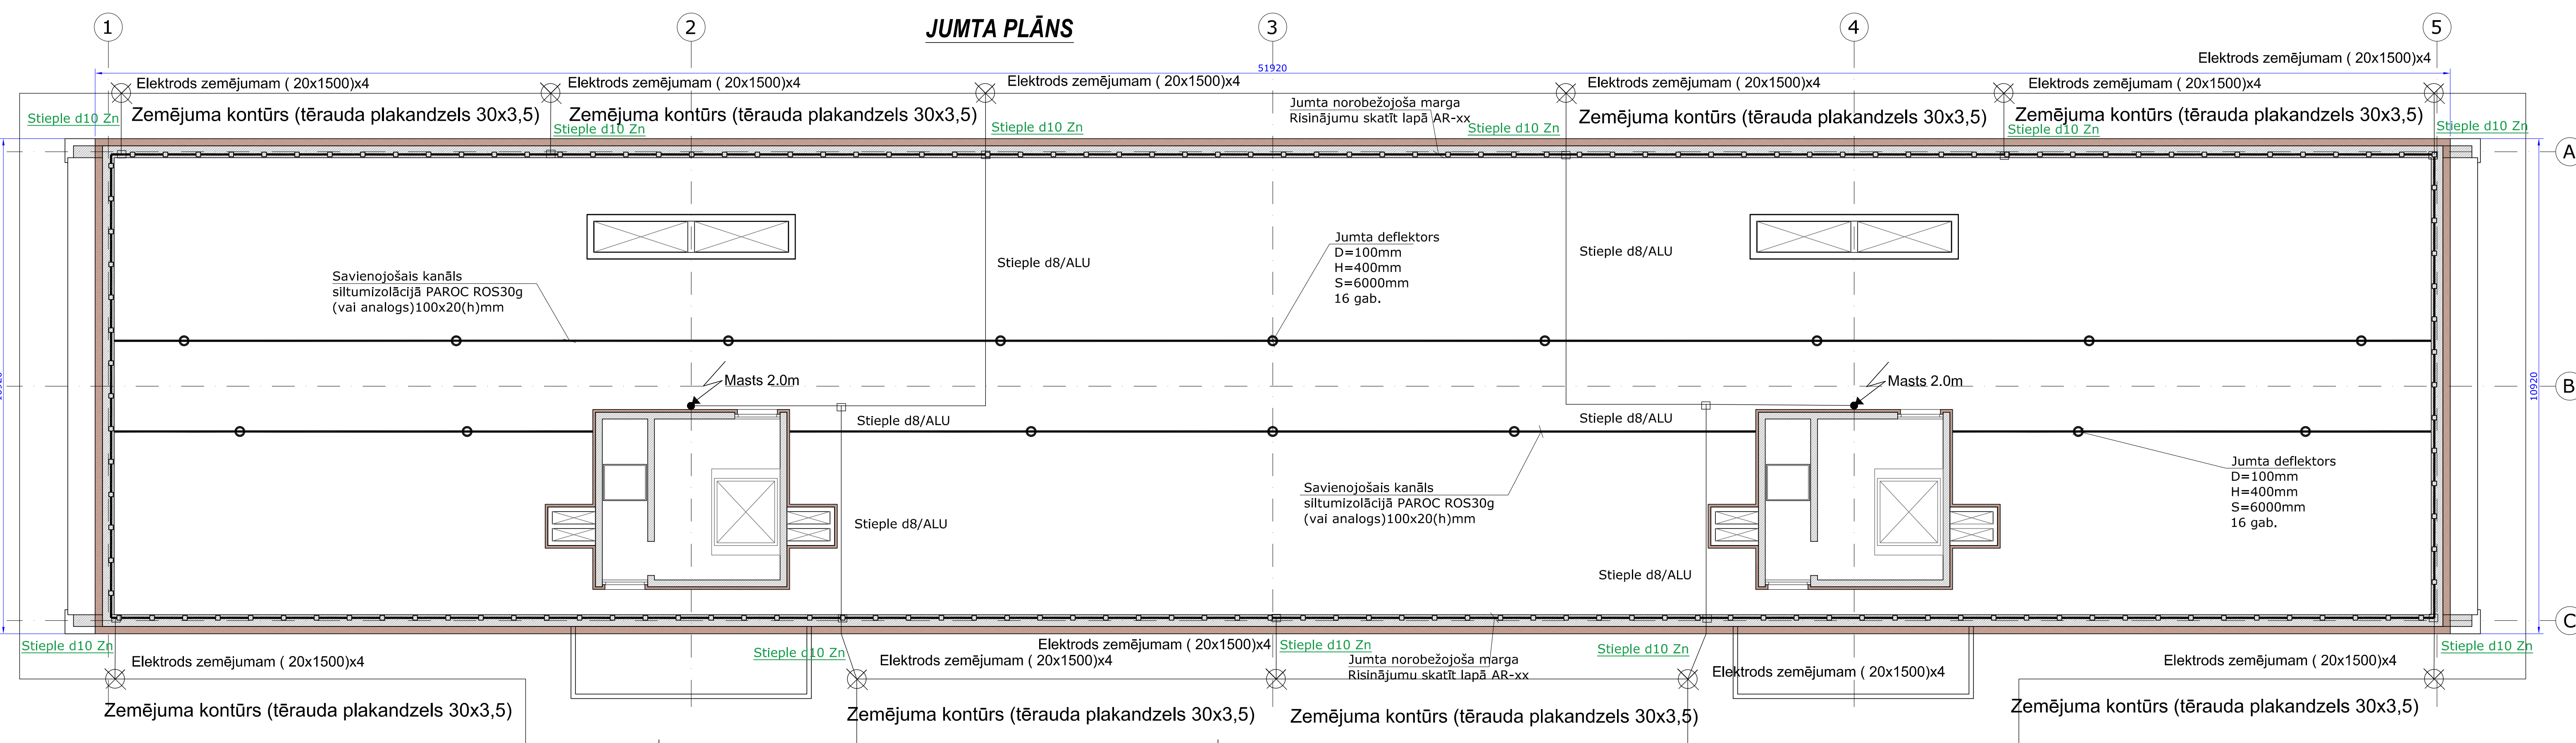 JUMTA PLĀNS
1
2
3
4
5
51920
Elektrods zemējumam ( 20x1500)x4
Elektrods zemējumam ( 20x1500)x4
Elektrods zemējumam ( 20x1500)x4
Elektrods zemējumam ( 20x1500)x4
Elektrods zemējumam ( 20x1500)x4
Elektrods zemējumam ( 20x1500)x4
Zemējuma kontūrs (tērauda plakandzels 30x3,5)
Zemējuma kontūrs (tērauda plakandzels 30x3,5)
Jumta norobežojoša marga
Risinājumu skatīt lapā AR-xx
Zemējuma kontūrs (tērauda plakandzels 30x3,5)
Zemējuma kontūrs (tērauda plakandzels 30x3,5)
Stieple d10 Zn
Stieple d10 Zn
Stieple d10 Zn
Stieple d10 Zn
Stieple d10 Zn
Stieple d10 Zn
A
Stieple d8/ALU
Jumta deflektors
D=100mm
H=400mm
S=6000mm
16 gab.
Stieple d8/ALU
Savienojošais kanāls
siltumizolācijā PAROC ROS30g
(vai analogs)100x20(h)mm
Masts 2.0m
Masts 2.0m
10920
B
Stieple d8/ALU
Stieple d8/ALU
Savienojošais kanāls
siltumizolācijā PAROC ROS30g
(vai analogs)100x20(h)mm
Jumta deflektors
D=100mm
H=400mm
S=6000mm
16 gab.
Stieple d8/ALU
Stieple d8/ALU
C
Stieple d10 Zn
Stieple d10 Zn
Elektrods zemējumam ( 20x1500)x4
Stieple d10 Zn
Stieple d10 Zn
Stieple d10 Zn
Elektrods zemējumam ( 20x1500)x4
Elektrods zemējumam ( 20x1500)x4
Jumta norobežojoša marga
Risinājumu skatīt lapā AR-xx
Elektrods zemējumam ( 20x1500)x4
Elektrods zemējumam ( 20x1500)x4
Zemējuma kontūrs (tērauda plakandzels 30x3,5)
Zemējuma kontūrs (tērauda plakandzels 30x3,5)
Zemējuma kontūrs (tērauda plakandzels 30x3,5)
Zemējuma kontūrs (tērauda plakandzels 30x3,5)